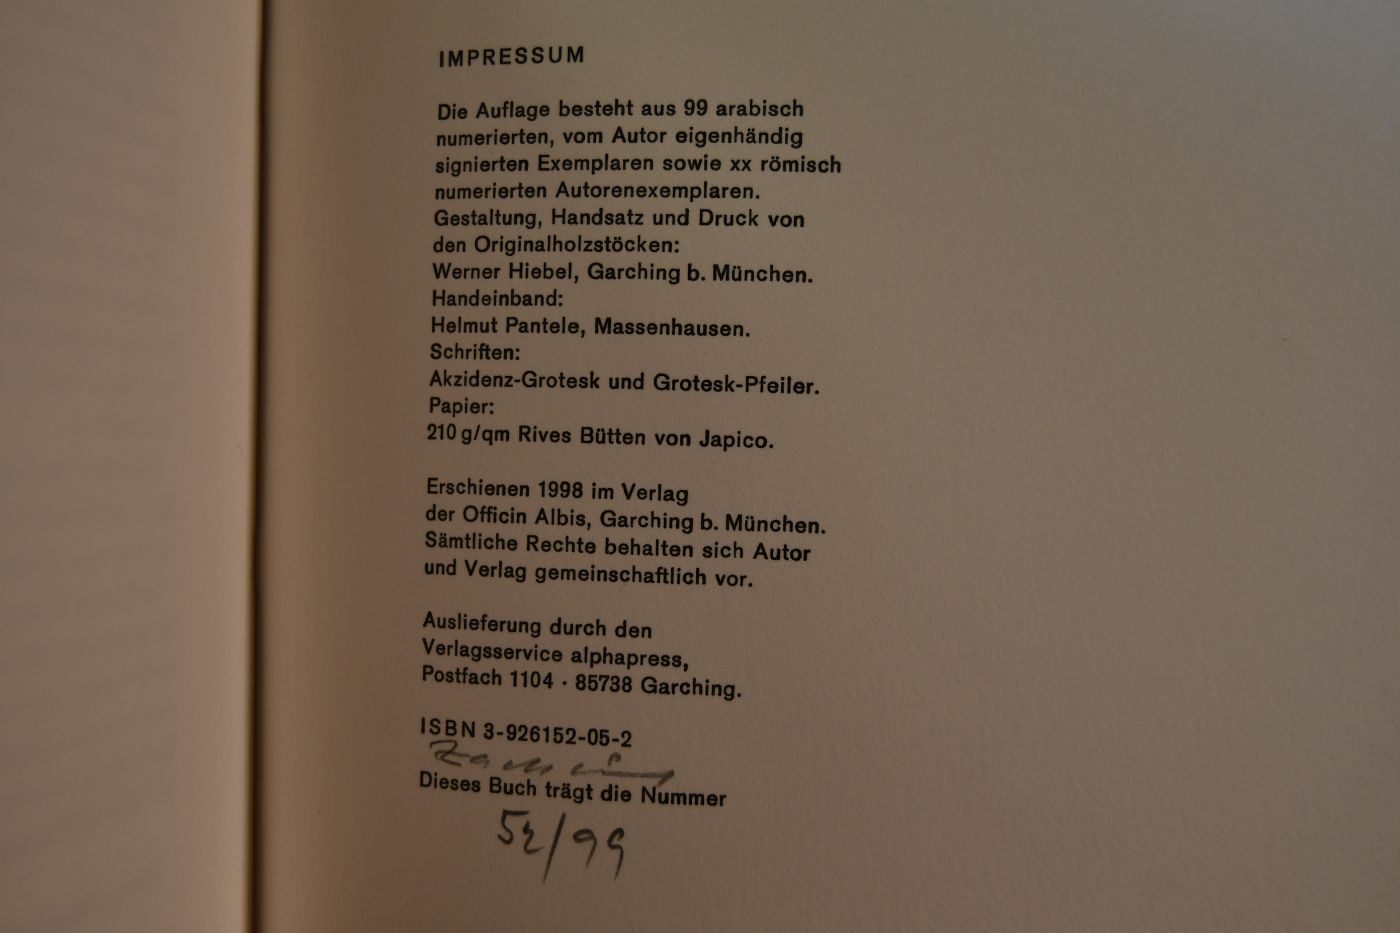 IMPRESSUM
Die Auflage besteht aus 99 arabisch
numerierten, vom Autor eigenhändig
signierten Exemplaren sowie xx römisch
numerierten Autorenexemplaren.
Gestaltung, Handsatz und Druck von
den Originalholzstöcken:
Werner Hiebel, Garching b. München.
Handeinband:
Helmut Pantele, Massenhausen.
Schriften:
Akzidenz-Grotesk und Grotesk-Pfeiler.
Papier:
210 g/qm Rives Bütten von Japico.
Erschienen 1998 im Verlag
der Officin Albis, Garching b. München.
Sämtliche Rechte behalten sich Autor
und Verlag gemeinschaftlich vor.
Auslieferung durch den
Verlagsservice alphapress,
Postfach 1104 · 85738 Garching.
ISBN 3-926152-05-2
Dieses Buch trägt die Nummer
52/99